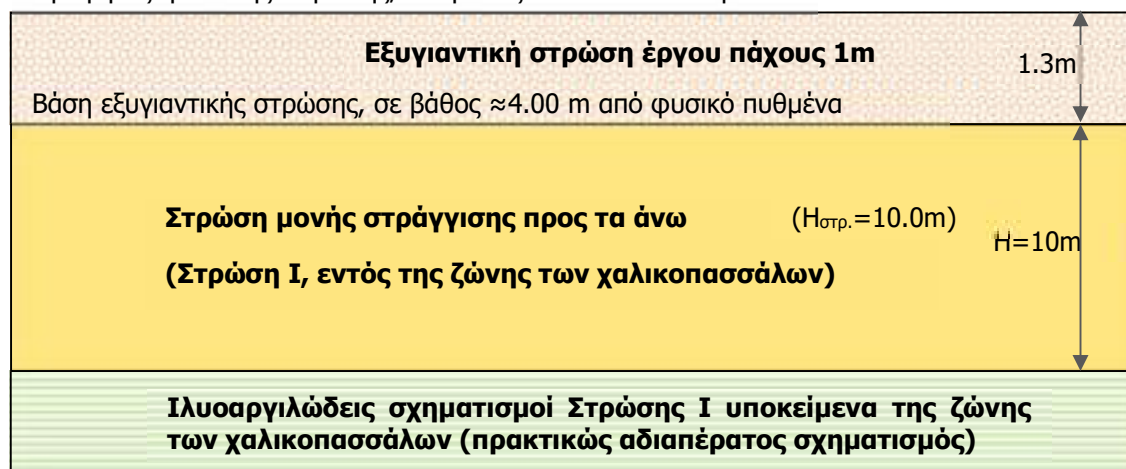 Εξυγιαντική στρώση έργου πάχους 1m
1.3m
Βάση εξυγιαντικής στρώσης, σε βάθος ≈4.00 m από φυσικό πυθμένα
Στρώση μονής στράγγισης προς τα άνω (Hστρ.=10.0m)
H=10m
(Στρώση Ι, εντός της ζώνης των χαλικοπασσάλων)
Ιλυοαργιλώδεις σχηματισμοί Στρώσης Ι υποκείμενα της ζώνης
των χαλικοπασσάλων (πρακτικώς αδιαπέρατος σχηματισμός)